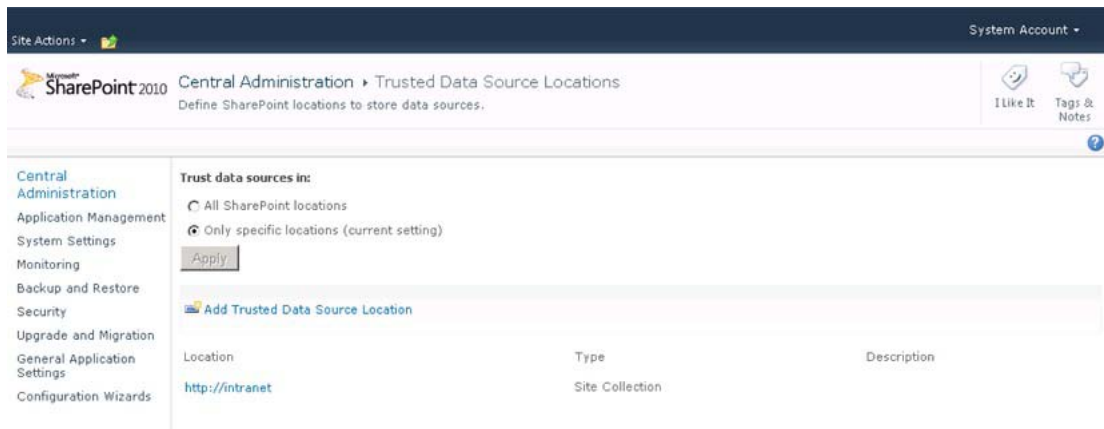 Site Actions
System Account
Microsoft
SharePoint 2010
Central Administration ▸ Trusted Data Source Locations
Define SharePoint locations to store data sources.
I Like It
Tags &
Notes
Central
Administration
Application Management
System Settings
Monitoring
Backup and Restore
Security
Upgrade and Migration
General Application
Settings
Configuration Wizards
Trust data sources in:
All SharePoint locations
Only specific locations (current setting)
Apply
Add Trusted Data Source Location
Location Type Description
http://intranet Site Collection